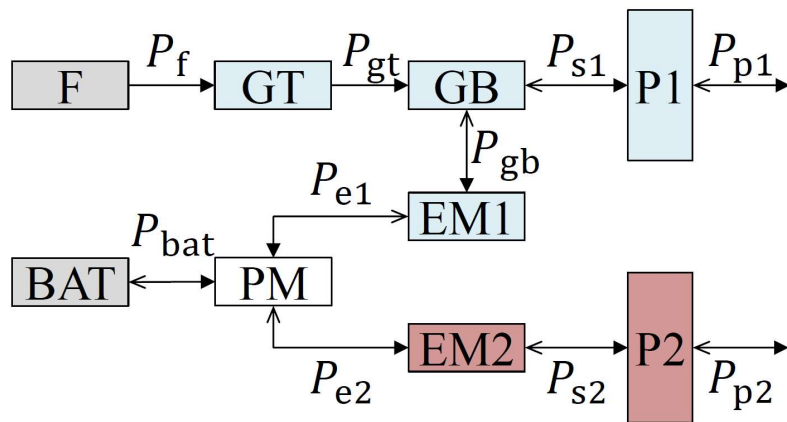 F
P_f
GT
P_gt
GB
P_s1
P1
P_p1
P_gb
P_e1
EM1
P_bat
BAT
PM
P_e2
EM2
P_s2
P2
P_p2